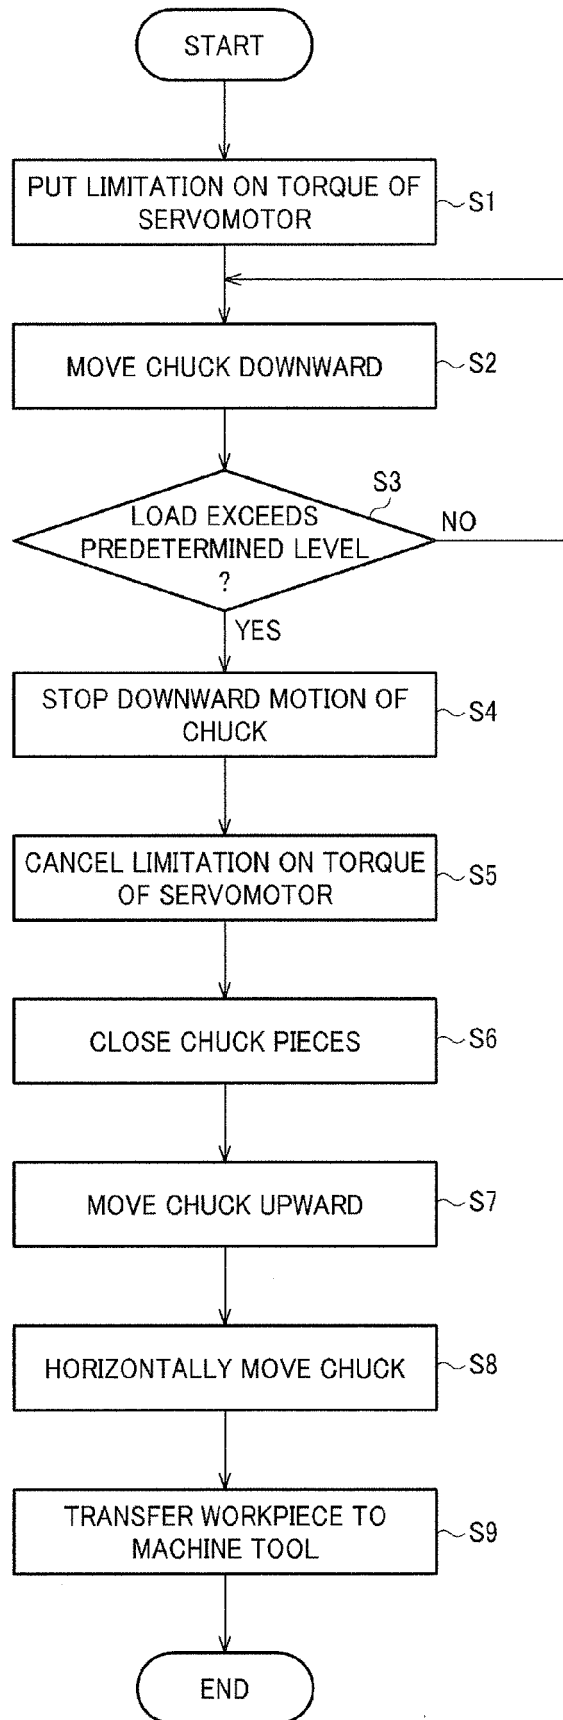 START
PUT LIMITATION ON TORQUE OF
SERVOMOTOR
S1
MOVE CHUCK DOWNWARD
S2
S3
LOAD EXCEEDS
PREDETERMINED LEVEL
?
NO
YES
STOP DOWNWARD MOTION OF
CHUCK
S4
CANCEL LIMITATION ON TORQUE
OF SERVOMOTOR
S5
CLOSE CHUCK PIECES
S6
MOVE CHUCK UPWARD
S7
HORIZONTALLY MOVE CHUCK
S8
TRANSFER WORKPIECE TO
MACHINE TOOL
S9
END